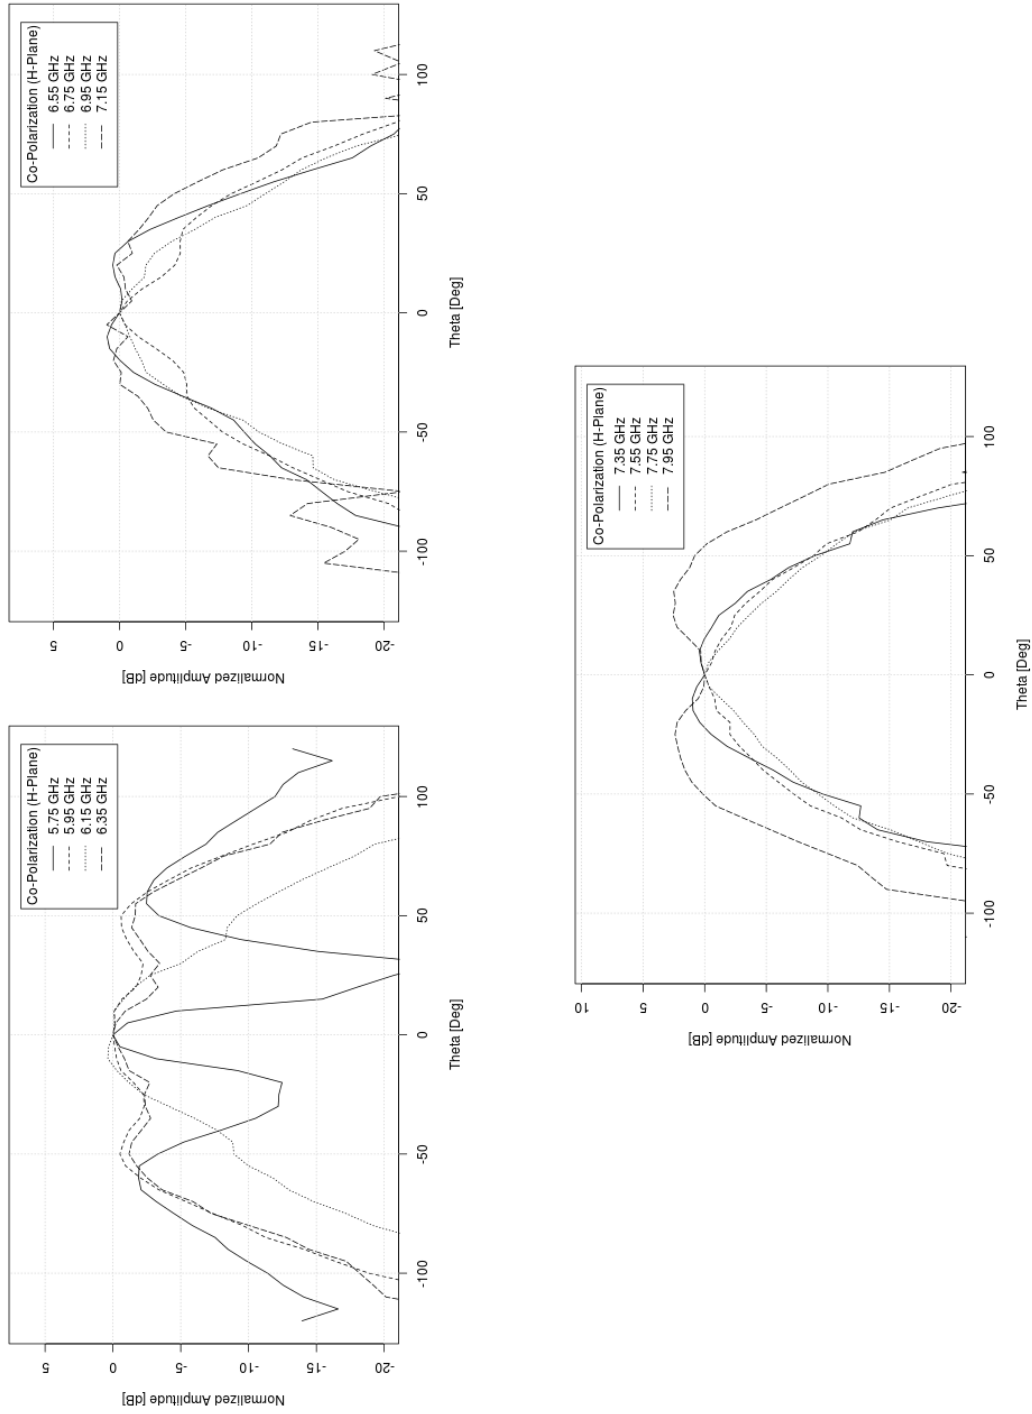 Co-Polarization (H-Plane)
5.75 GHz
5.95 GHz
6.15 GHz
6.35 GHz
5
0
-5
-10
-15
-20
Normalized Amplitude [dB]
-100
-50
0
50
100
Theta [Deg]
Co-Polarization (H-Plane)
6.55 GHz
6.75 GHz
6.95 GHz
7.15 GHz
5
0
-5
-10
-15
-20
Normalized Amplitude [dB]
-100
-50
0
50
100
Theta [Deg]
Co-Polarization (H-Plane)
7.35 GHz
7.55 GHz
7.75 GHz
7.95 GHz
10
5
0
-5
-10
-15
-20
Normalized Amplitude [dB]
-100
-50
0
50
100
Theta [Deg]